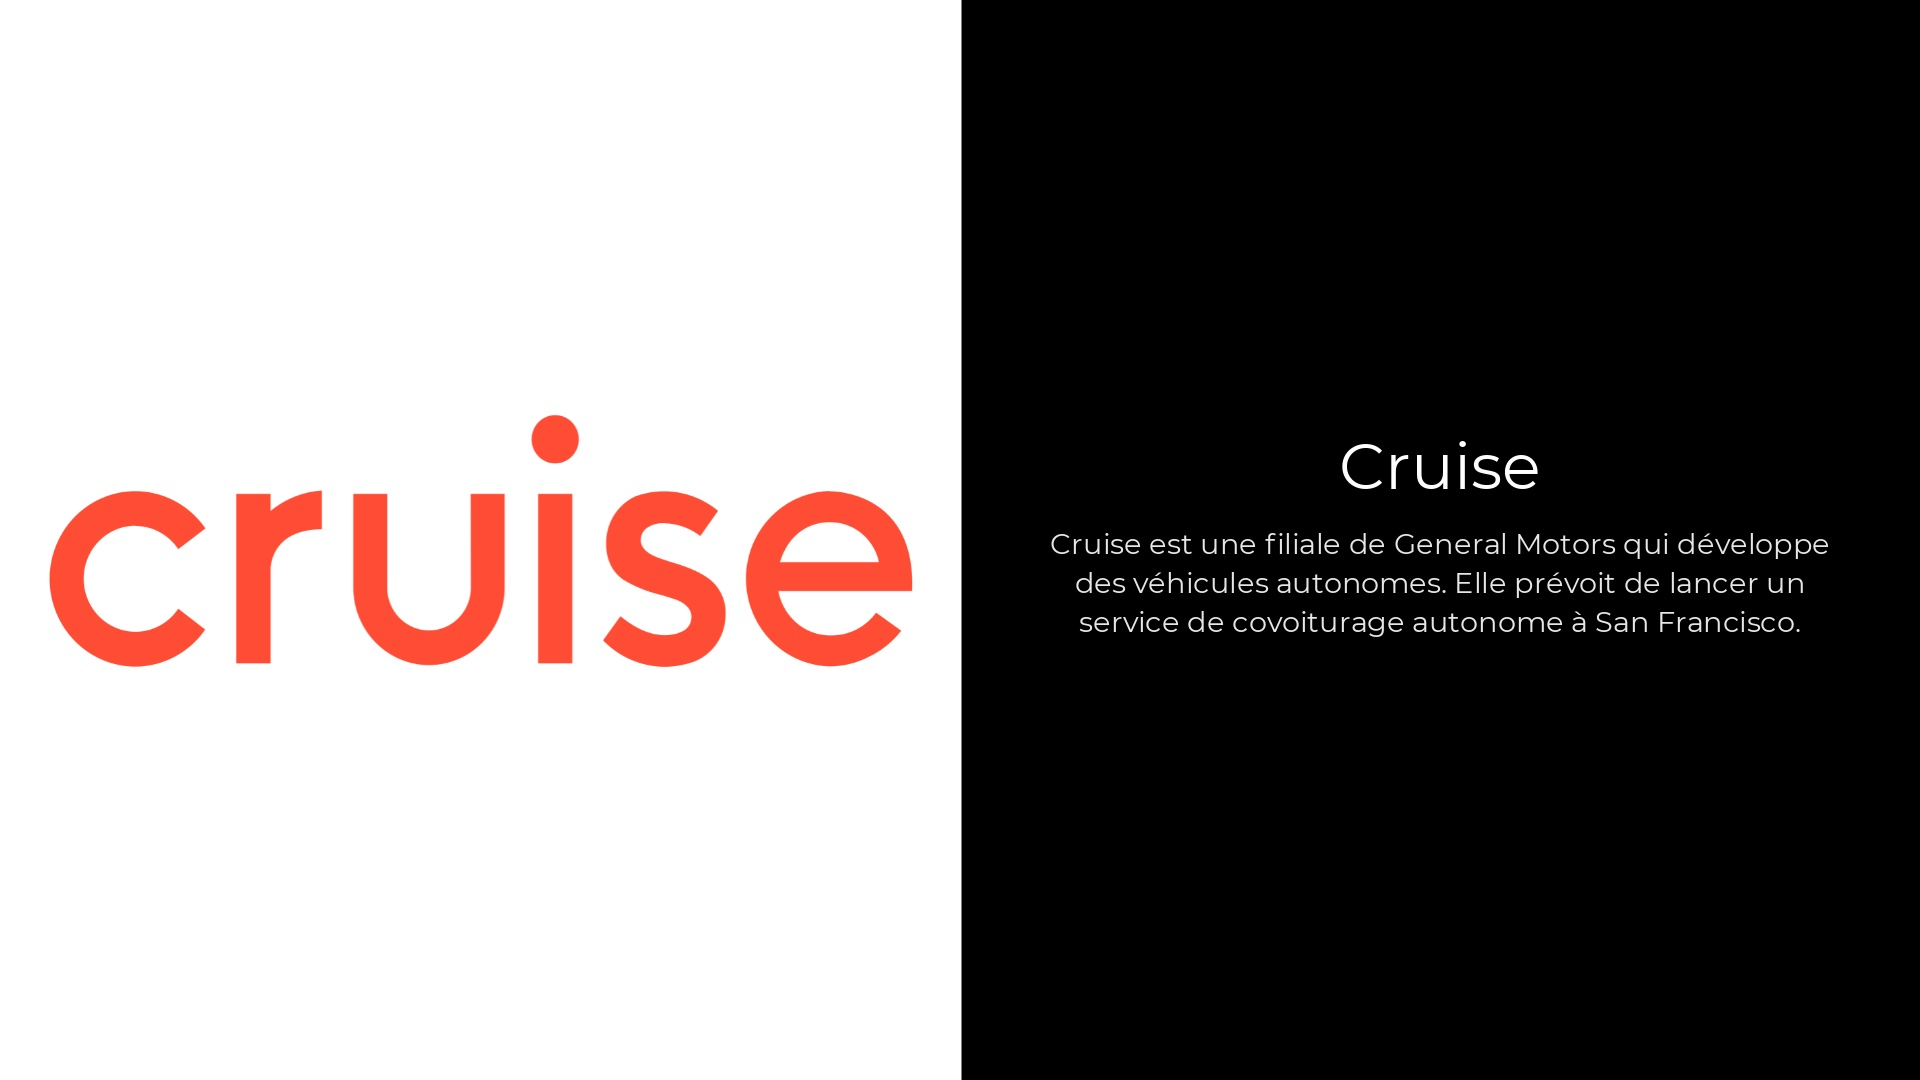 cruise
Cruise
Cruise est une filiale de General Motors qui développe
des véhicules autonomes. Elle prévoit de lancer un
service de covoiturage autonome à San Francisco.